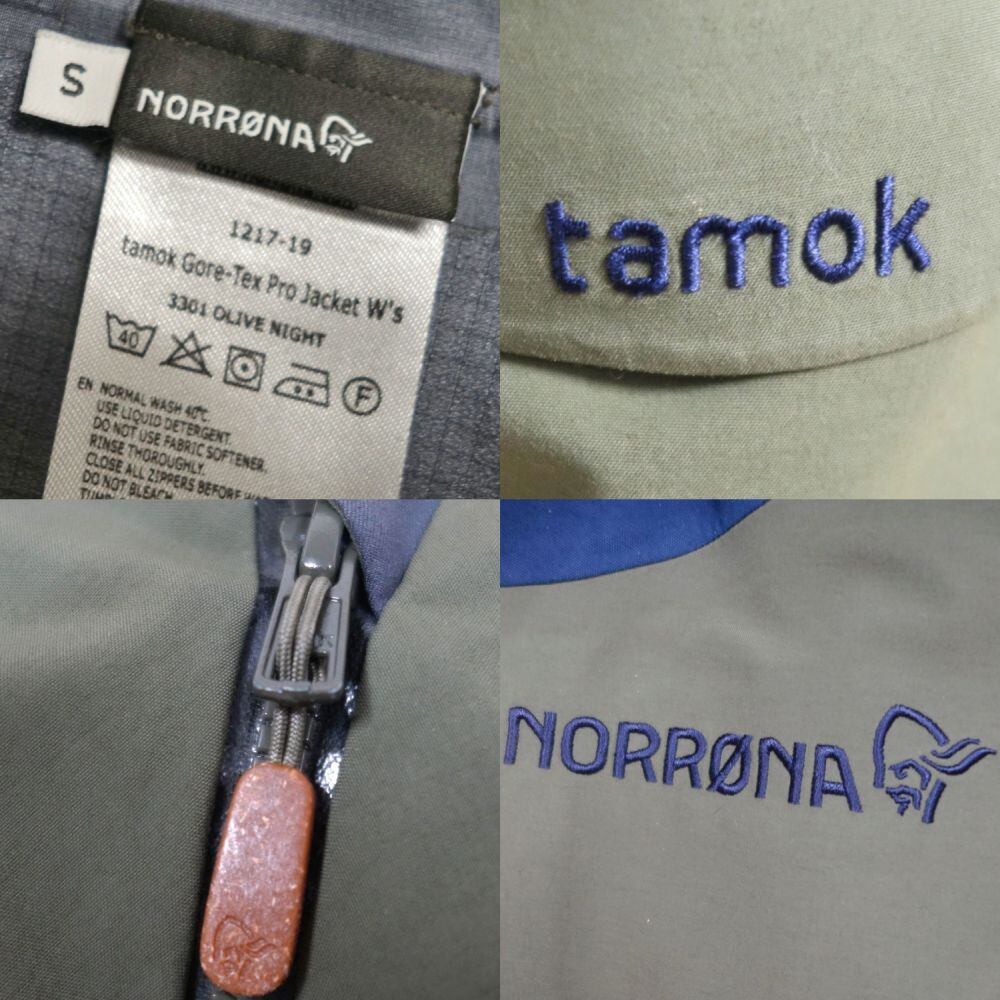 S
NORRØNA
1217-19
tamok Gore-Tex Pro Jacket W's
3301 OLIVE NIGHT
40
F
EN NORMAL WASH 40°C.
USE LIQUID DETERGENT.
DO NOT USE FABRIC SOFTENER.
RINSE THOROUGHLY.
CLOSE ALL ZIPPERS BEFORE
DO NOT BLEACH
tamok
NORRØNA